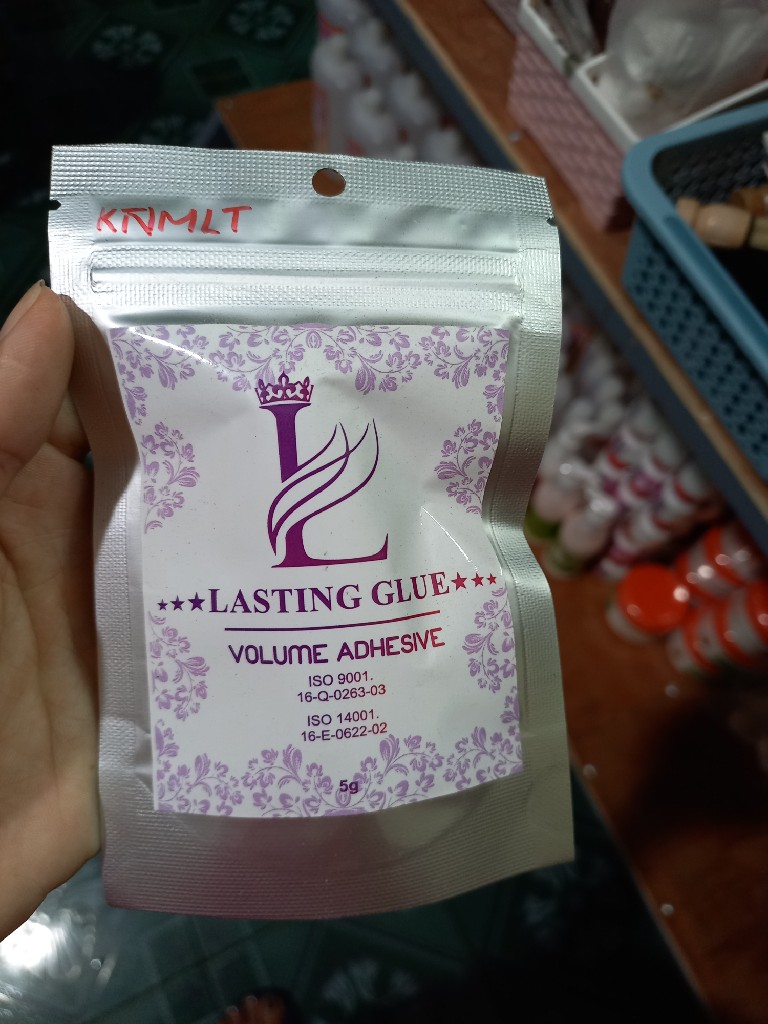 KNMLT
L
★★★LASTING GLUE★★★
VOLUME ADHESIVE
ISO 9001.
16-Q-0263-03
ISO 14001.
16-E-0622-02
5g